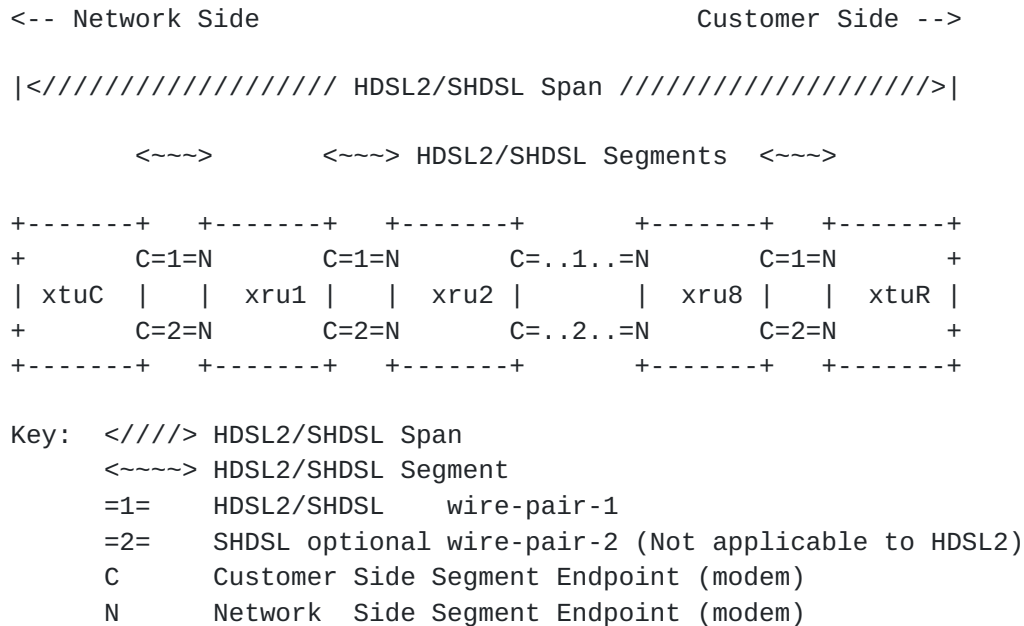 <-- Network Side                            Customer Side -->

|</////////////////// HDSL2/SHDSL Span ////////////////////>|

        <~~~>       <~~~> HDSL2/SHDSL Segments  <~~~>

+-------+   +-------+   +-------+       +-------+   +-------+
+       C=1=N       C=1=N       C=..1..=N       C=1=N       +
| xtuC  |   |  xru1 |   |  xru2 |       |  xru8 |   |  xtuR |
+       C=2=N       C=2=N       C=..2..=N       C=2=N       +
+-------+   +-------+   +-------+       +-------+   +-------+

Key:  <////> HDSL2/SHDSL Span
      <~~~~> HDSL2/SHDSL Segment
      =1=    HDSL2/SHDSL    wire-pair-1
      =2=    SHDSL optional wire-pair-2 (Not applicable to HDSL2)
      C      Customer Side Segment Endpoint (modem)
      N      Network  Side Segment Endpoint (modem)